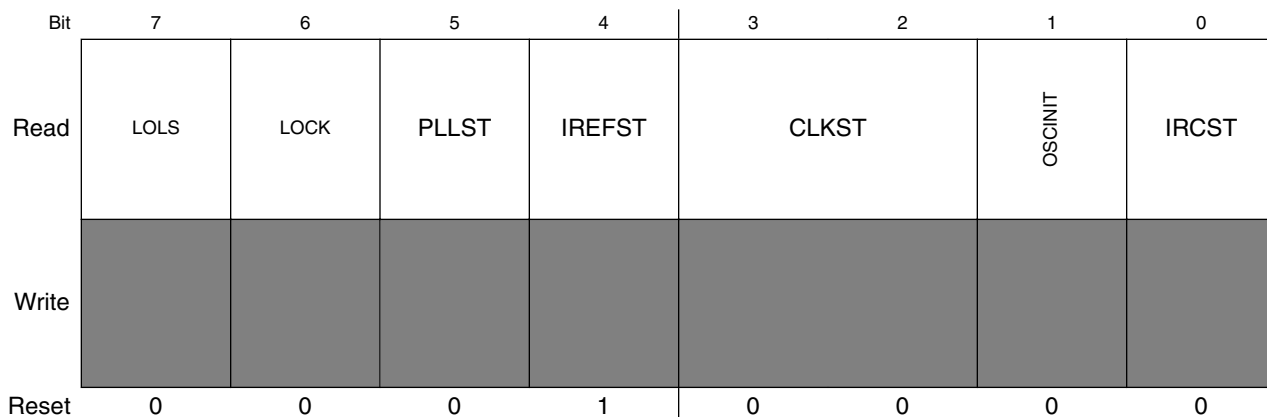 Bit 7 6 5 4 3 2 1 0
Read LOLS LOCK PLLST IREFST CLKST OSCINIT IRCST
Write
Reset 0 0 0 1 0 0 0 0